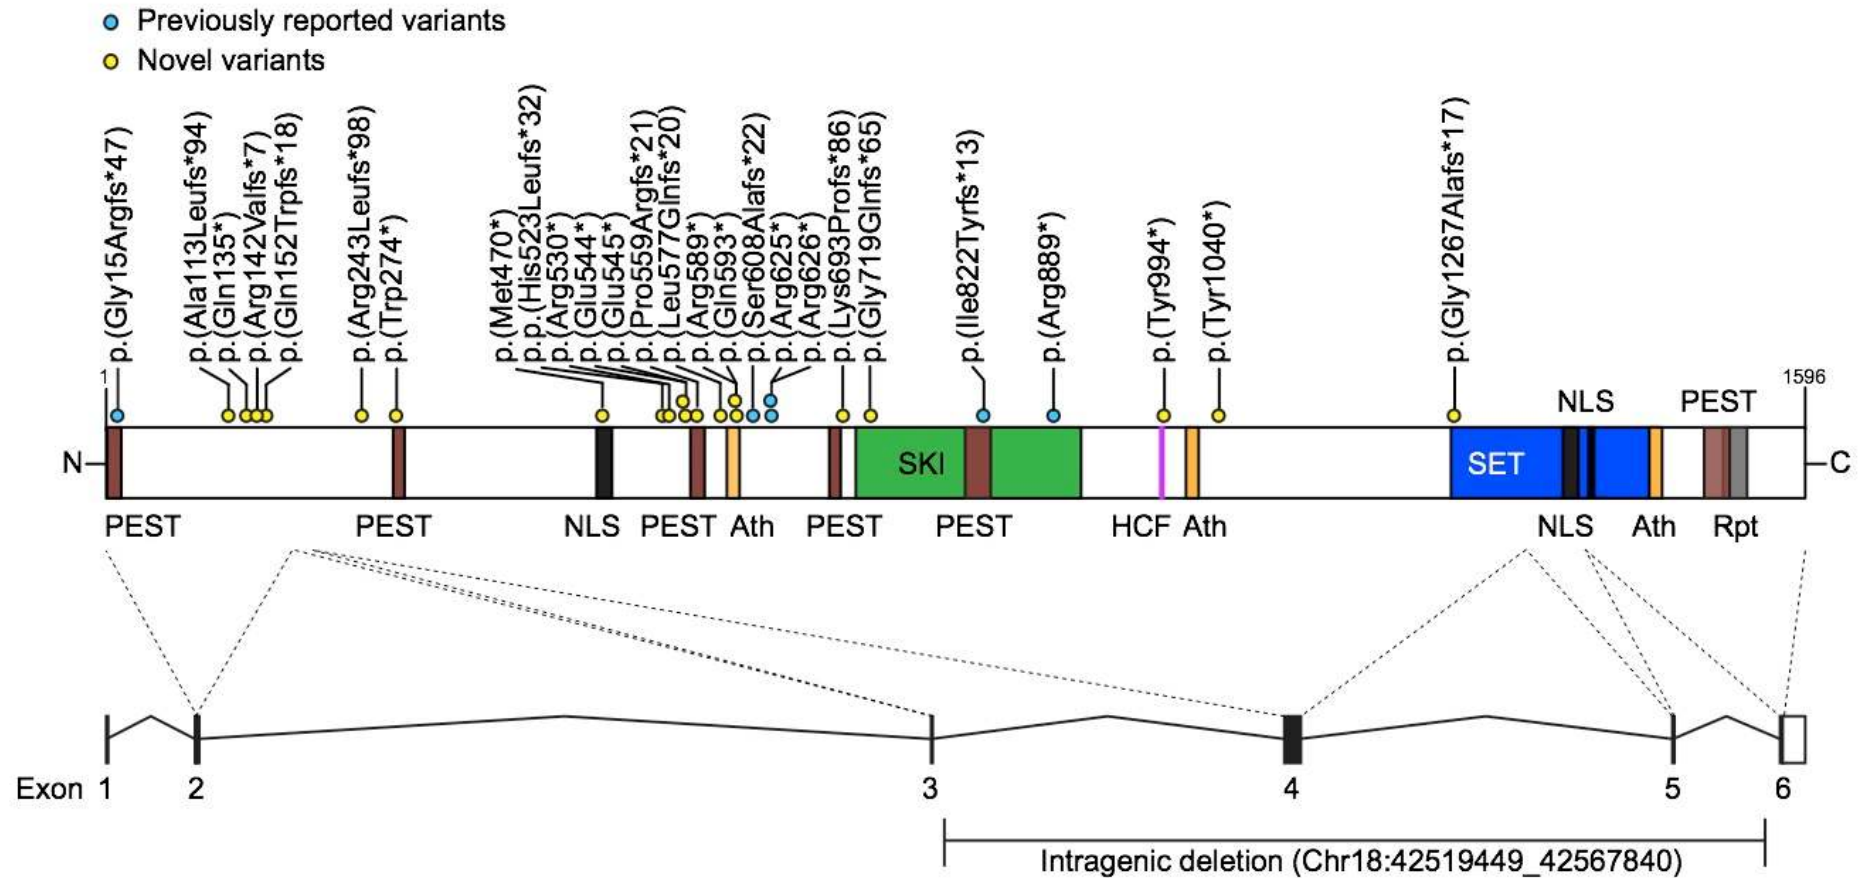 Previously reported variants
Novel variants
p.(Gly15Argfs*47)
p.(Ala113Leufs*94)
p.(Gln135*)
p.(Arg142Valfs*7)
p.(Gln152Trpfs*18)
p.(Arg243Leufs*98)
p.(Trp274*)
p.(Met470*)
p.(His523Leufs*32)
p.(Arg530*)
p.(Glu544*)
p.(Glu545*)
p.(Pro559Argfs*21)
p.(Leu577Glnfs*20)
p.(Arg589*)
p.(Gln593*)
p.(Ser608Alafs*22)
p.(Arg625*)
p.(Arg626*)
p.(Lys693Profs*86)
p.(Gly719Glnfs*65)
p.(Ile822Tyrfs*13)
p.(Arg889*)
p.(Tyr994*)
p.(Tyr1040*)
p.(Gly1267Alafs*17)
1 1596
NLS PEST
N SKI SET C
PEST PEST NLS PEST Ath PEST PEST HCF Ath NLS Ath Rpt
Exon 1 2 3 4 5 6
Intragenic deletion (Chr18:42519449_42567840)